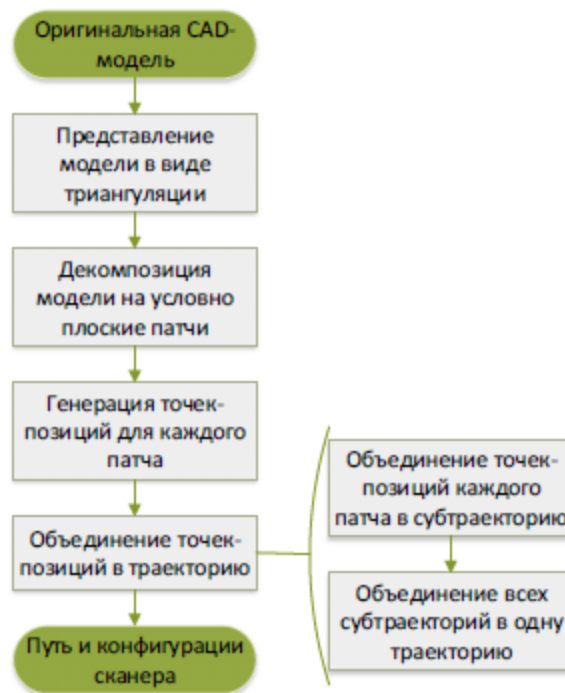 Оригинальная CAD-
модель
Представление
модели в виде
триангуляции
Декомпозиция
модели на условно
плоские патчи
Генерация точек-
позиций для каждого
патча
Объединение точек-
позиций в траекторию
Путь и конфигурации
сканера
Объединение точек-
позиций каждого
патча в субтраекторию
Объединение всех
субтраекторий в одну
траекторию